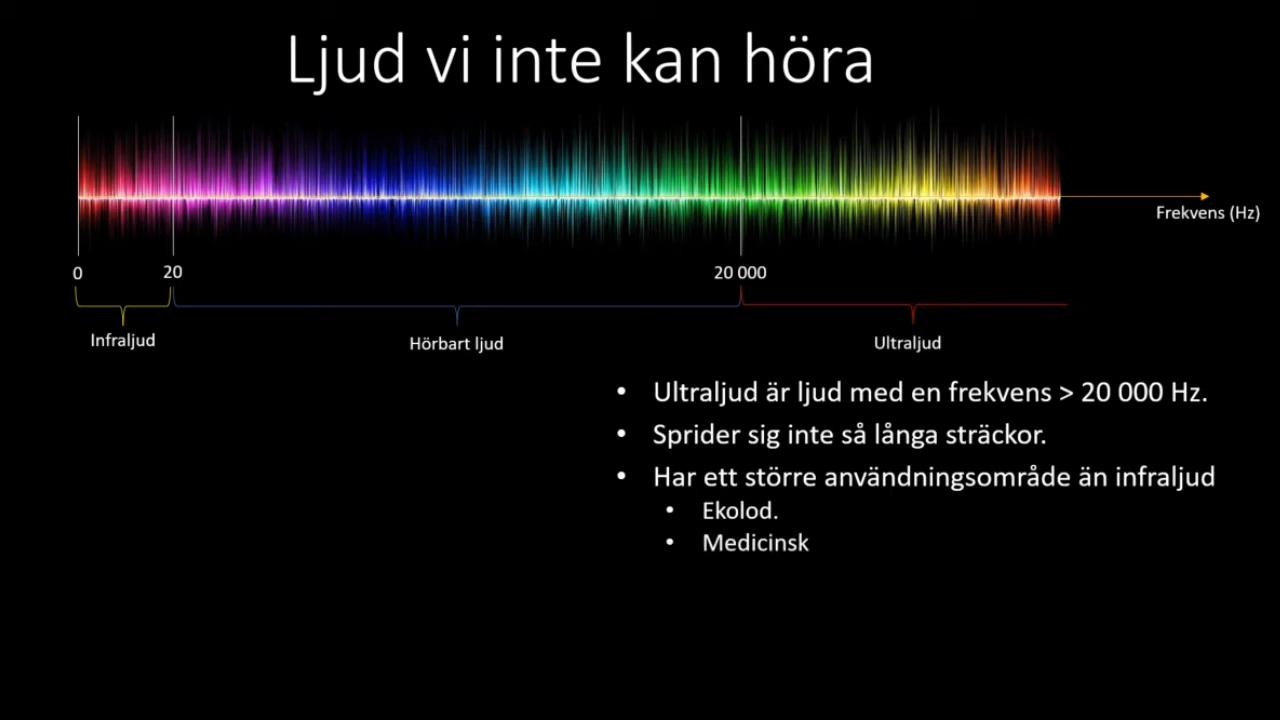 Ljud vi inte kan höra
Frekvens (Hz)
0 20 20 000
Infraljud Hörbart ljud Ultraljud
• Ultraljud är ljud med en frekvens > 20 000 Hz.
• Sprider sig inte så långa sträckor.
• Har ett större användningsområde än infraljud
• Ekolod.
• Medicinsk